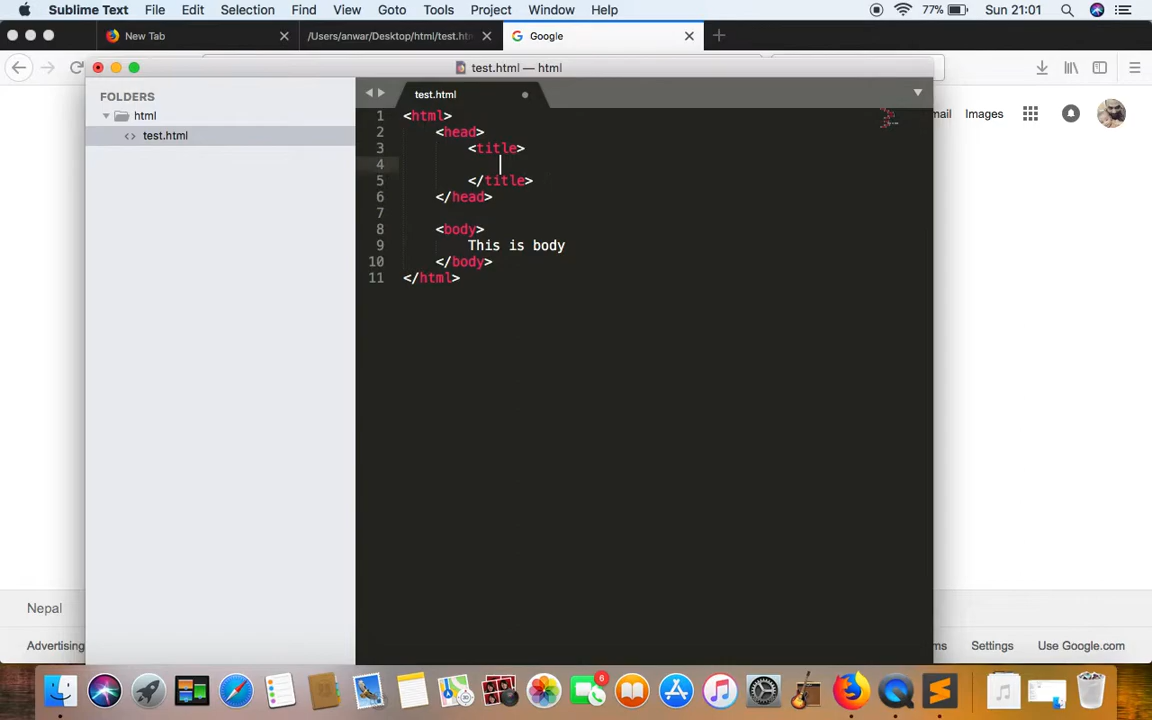 Sublime Text File Edit Selection Find View Goto Tools Project Window Help 77% Sun 21:01
New Tab /Users/anwar/Desktop/html/test.htm Google
test.html — html
FOLDERS
html
test.html
test.html
1 <html>
2 <head>
3 <title>
4
5 </title>
6 </head>
7
8 <body>
9 This is body
10 </body>
11 </html>
Images
Nepal
Advertising
Settings Use Google.com
6